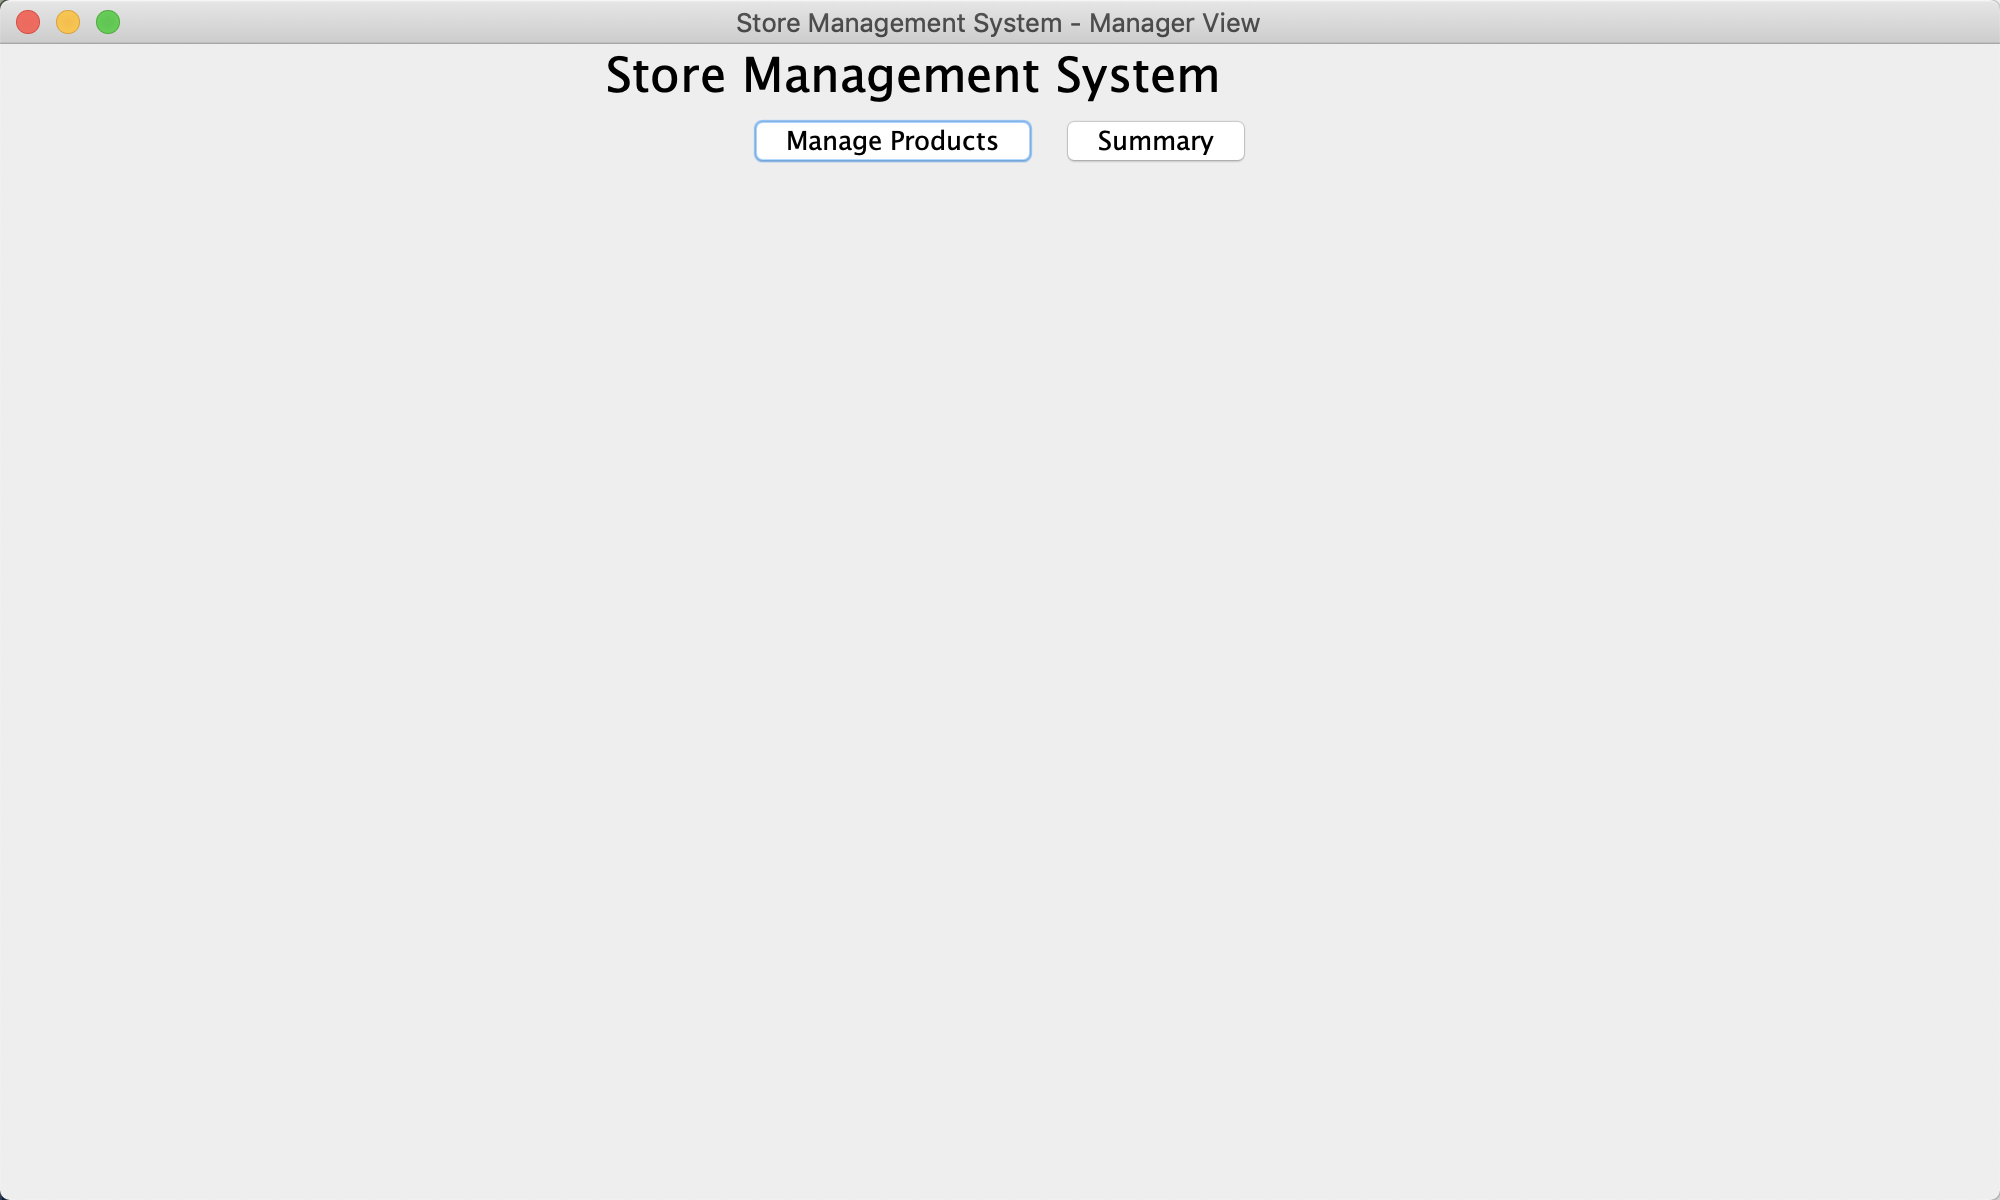 Store Management System - Manager View
Store Management System
Manage Products Summary